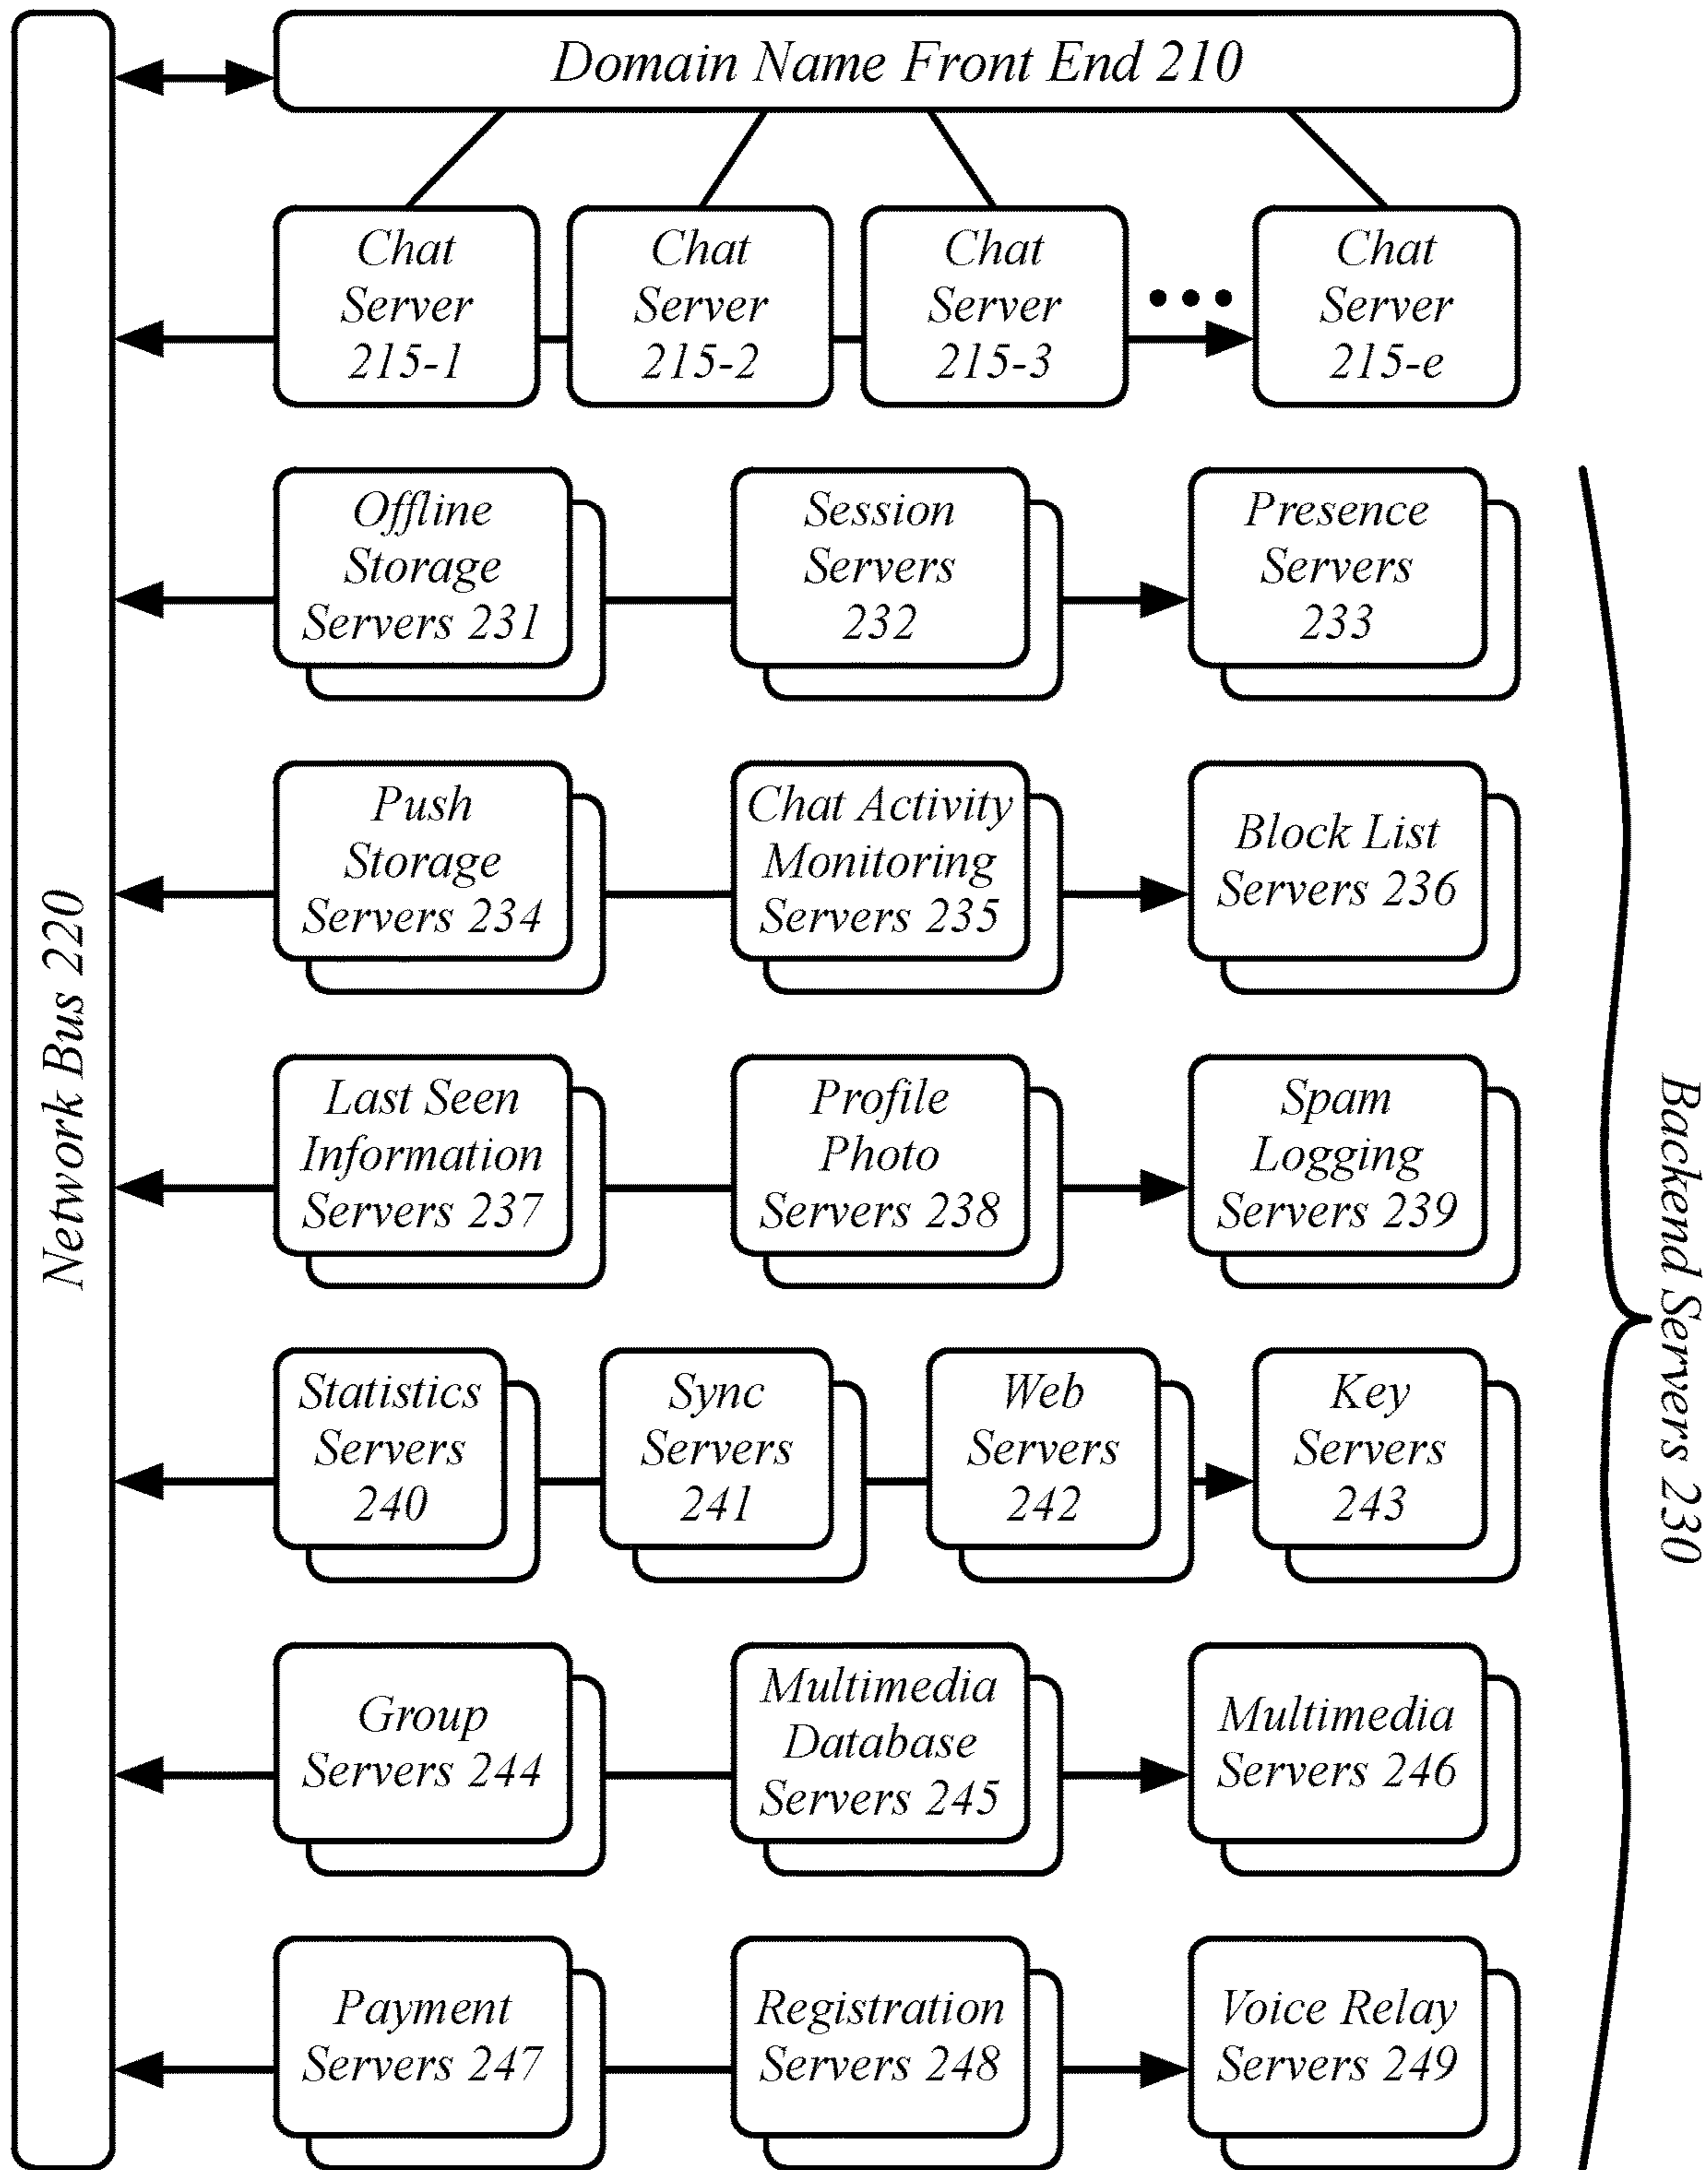 Domain Name Front End 210
Chat
Server
215-1
Chat
Server
215-2
Chat
Server
215-3
Chat
Server
215-e
Offline
Storage
Servers 231
Session
Servers
232
Presence
Servers
233
Push
Storage
Servers 234
Chat Activity
Monitoring
Servers 235
Block List
Servers 236
Last Seen
Information
Servers 237
Profile
Photo
Servers 238
Spam
Logging
Servers 239
Statistics
Servers
240
Sync
Servers
241
Web
Servers
242
Key
Servers
243
Group
Servers 244
Multimedia
Database
Servers 245
Multimedia
Servers 246
Payment
Servers 247
Registration
Servers 248
Voice Relay
Servers 249
Network Bus 220
Backend Servers 230